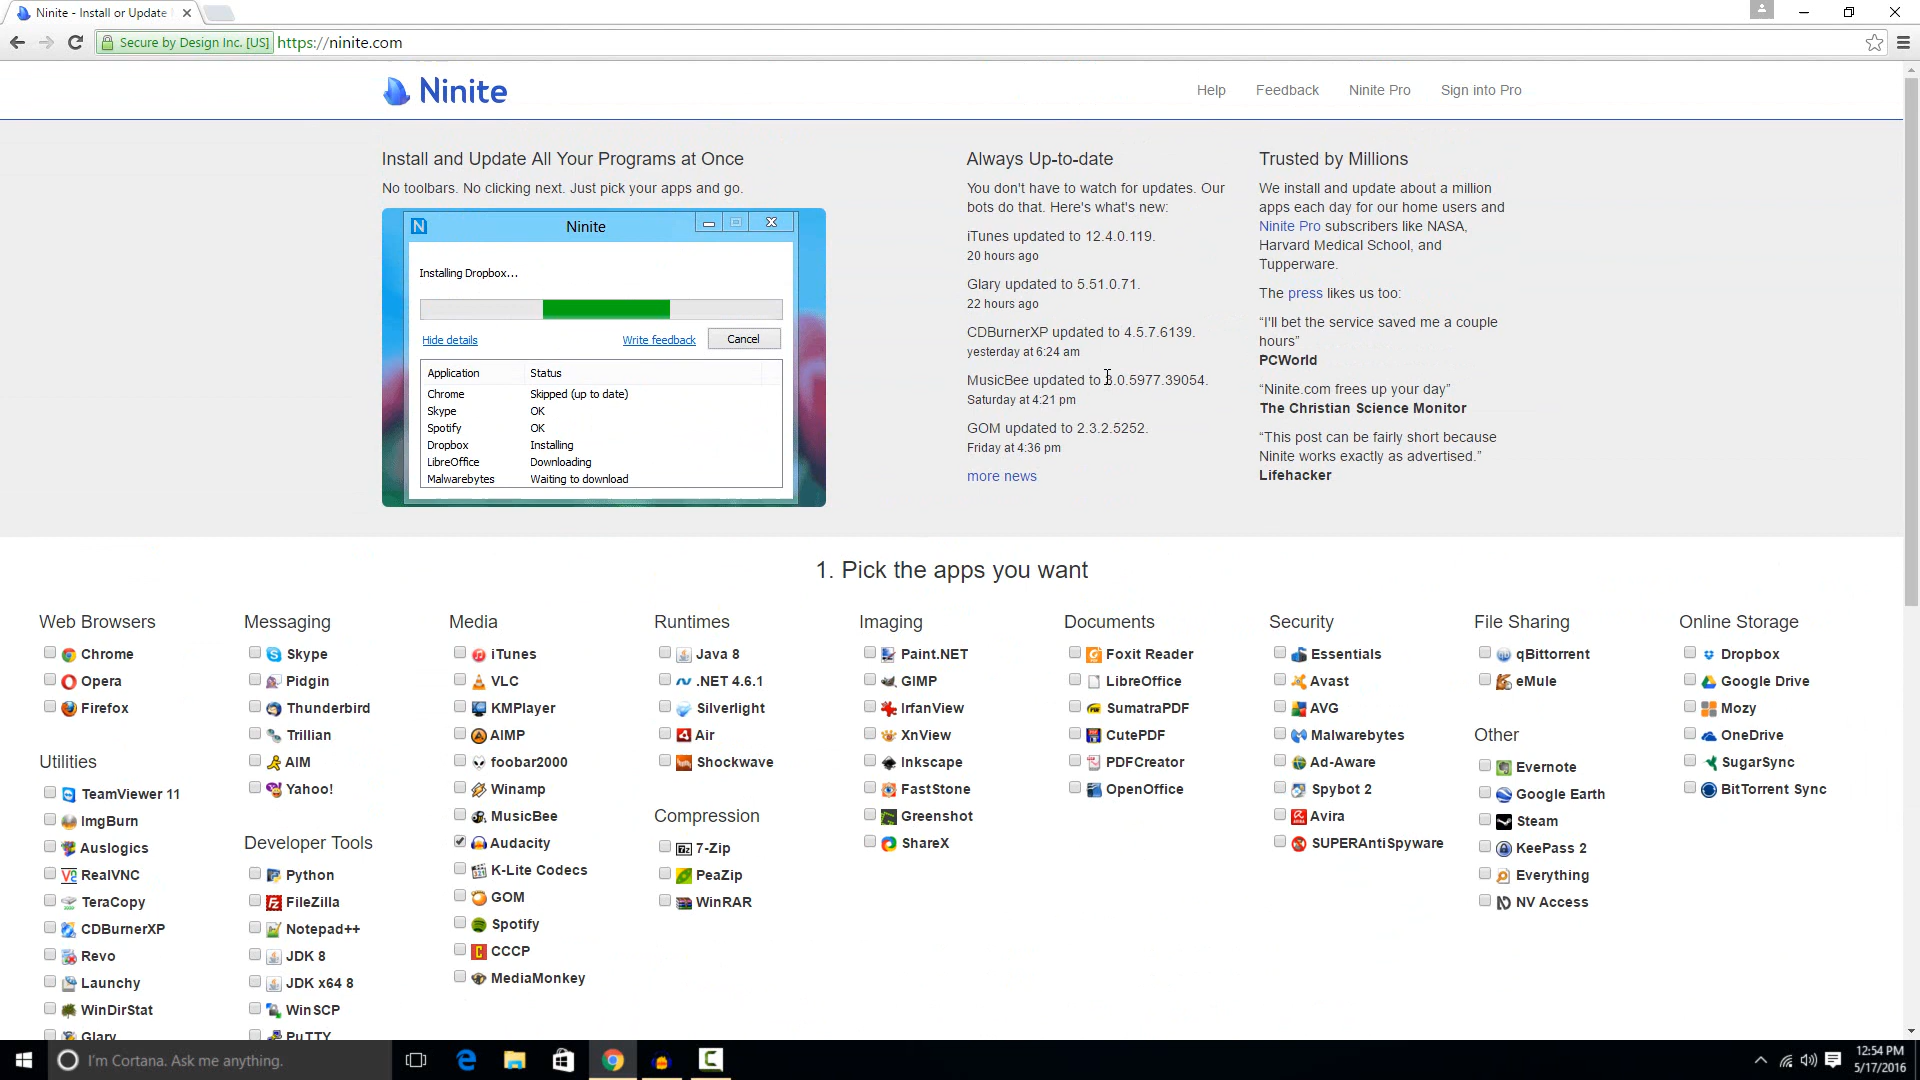 Ninite - Install or Update
Secure by Design Inc. [US]
https://ninite.com
Ninite
Help
Feedback
Ninite Pro
Sign into Pro
Install and Update All Your Programs at Once
No toolbars. No clicking next. Just pick your apps and go.
Ninite
Installing Dropbox...
Hide details
Write feedback
Cancel
Application Status
Chrome Skipped (up to date)
Skype OK
Spotify OK
Dropbox Installing
LibreOffice Downloading
Malwarebytes Waiting to download
Always Up-to-date
You don't have to watch for updates. Our
bots do that. Here's what's new:
iTunes updated to 12.4.0.119.
20 hours ago
Glary updated to 5.51.0.71.
22 hours ago
CDBurnerXP updated to 4.5.7.6139.
yesterday at 6:24 am
MusicBee updated to 3.0.5977.39054.
Saturday at 4:21 pm
GOM updated to 2.3.2.5252.
Friday at 4:36 pm
more news
Trusted by Millions
We install and update about a million
apps each day for our home users and
Ninite Pro subscribers like NASA,
Harvard Medical School, and
Tupperware.
The press likes us too:
“I'll bet the service saved me a couple
hours”
PCWorld
“Ninite.com frees up your day”
The Christian Science Monitor
“This post can be fairly short because
Ninite works exactly as advertised.”
Lifehacker
1. Pick the apps you want
Web Browsers
Chrome
Opera
Firefox
Utilities
TeamViewer 11
ImgBurn
Auslogics
RealVNC
TeraCopy
CDBurnerXP
Revo
Launchy
WinDirStat
Glary
Messaging
Skype
Pidgin
Thunderbird
Trillian
AIM
Yahoo!
Developer Tools
Python
FileZilla
Notepad++
JDK 8
JDK x64 8
WinSCP
PuTTY
Media
iTunes
VLC
KMPlayer
AIMP
foobar2000
Winamp
MusicBee
Audacity
K-Lite Codecs
GOM
Spotify
CCCP
MediaMonkey
Runtimes
Java 8
.NET 4.6.1
Silverlight
Air
Shockwave
Compression
7-Zip
PeaZip
WinRAR
Imaging
Paint.NET
GIMP
IrfanView
XnView
Inkscape
FastStone
Greenshot
ShareX
Documents
Foxit Reader
LibreOffice
SumatraPDF
CutePDF
PDFCreator
OpenOffice
Security
Essentials
Avast
AVG
Malwarebytes
Ad-Aware
Spybot 2
Avira
SUPERAntiSpyware
File Sharing
qBittorrent
eMule
Other
Evernote
Google Earth
Steam
KeePass 2
Everything
NV Access
Online Storage
Dropbox
Google Drive
Mozy
OneDrive
SugarSync
BitTorrent Sync
I'm Cortana. Ask me anything.
12:54 PM
5/17/2016